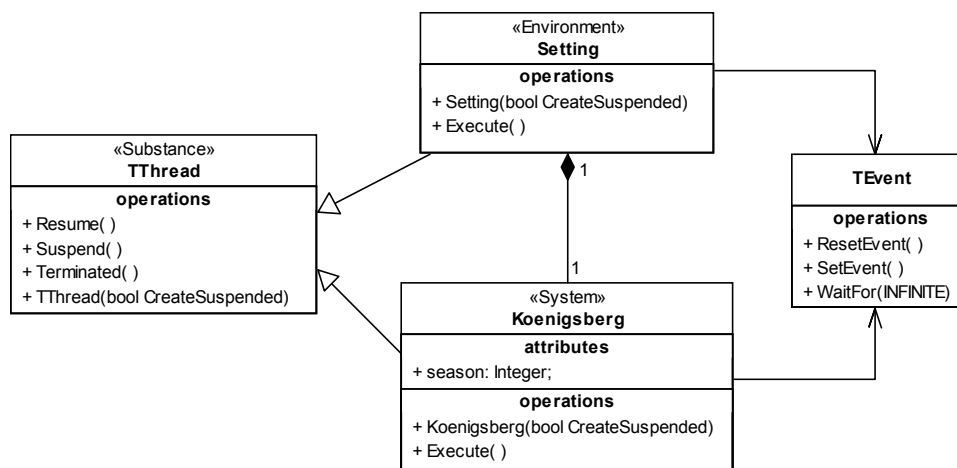 «Environment»
Setting
operations
+ Setting(bool CreateSuspended)
+ Execute( )
«Substance»
TThread
operations
+ Resume( )
+ Suspend( )
+ Terminated( )
+ TThread(bool CreateSuspended)
1
1
TEvent
operations
+ ResetEvent( )
+ SetEvent( )
+ WaitFor(INFINITE)
«System»
Koenigsberg
attributes
+ season: Integer;
operations
+ Koenigsberg(bool CreateSuspended)
+ Execute( )